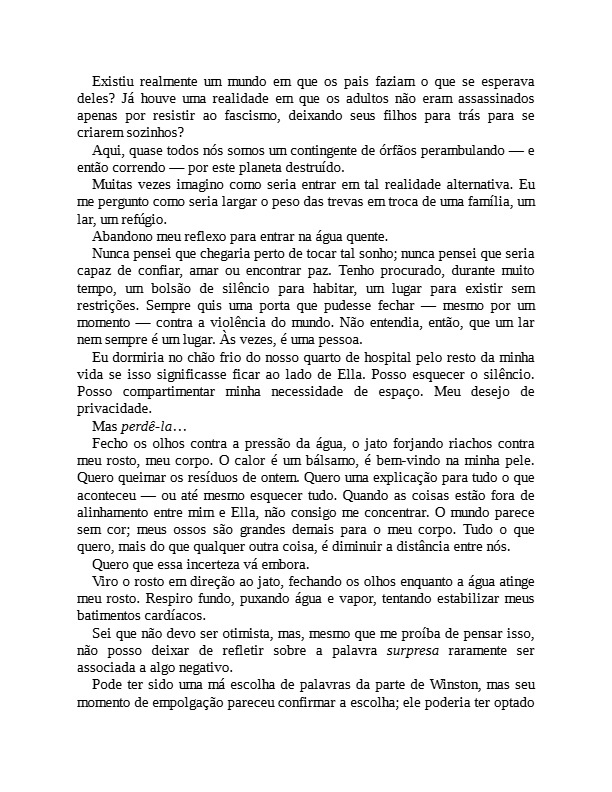 Existiu realmente um mundo em que os pais faziam o que se esperava
deles? Já houve uma realidade em que os adultos não eram assassinados
apenas por resistir ao fascismo, deixando seus filhos para trás para se
criarem sozinhos?
Aqui, quase todos nós somos um contingente de órfãos perambulando — e
então correndo — por este planeta destruído.
Muitas vezes imagino como seria entrar em tal realidade alternativa. Eu
me pergunto como seria largar o peso das trevas em troca de uma família, um
lar, um refúgio.
Abandono meu reflexo para entrar na água quente.
Nunca pensei que chegaria perto de tocar tal sonho; nunca pensei que seria
capaz de confiar, amar ou encontrar paz. Tenho procurado, durante muito
tempo, um bolsão de silêncio para habitar, um lugar para existir sem
restrições. Sempre quis uma porta que pudesse fechar — mesmo por um
momento — contra a violência do mundo. Não entendia, então, que um lar
nem sempre é um lugar. Às vezes, é uma pessoa.
Eu dormiria no chão frio do nosso quarto de hospital pelo resto da minha
vida se isso significasse ficar ao lado de Ella. Posso esquecer o silêncio.
Posso compartimentar minha necessidade de espaço. Meu desejo de
privacidade.
Mas perdê-la…
Fecho os olhos contra a pressão da água, o jato forjando riachos contra
meu rosto, meu corpo. O calor é um bálsamo, é bem-vindo na minha pele.
Quero queimar os resíduos de ontem. Quero uma explicação para tudo o que
aconteceu — ou até mesmo esquecer tudo. Quando as coisas estão fora de
alinhamento entre mim e Ella, não consigo me concentrar. O mundo parece
sem cor; meus ossos são grandes demais para o meu corpo. Tudo o que
quero, mais do que qualquer outra coisa, é diminuir a distância entre nós.
Quero que essa incerteza vá embora.
Viro o rosto em direção ao jato, fechando os olhos enquanto a água atinge
meu rosto. Respiro fundo, puxando água e vapor, tentando estabilizar meus
batimentos cardíacos.
Sei que não devo ser otimista, mas, mesmo que me proíba de pensar isso,
não posso deixar de refletir sobre a palavra surpresa raramente ser
associada a algo negativo.
Pode ter sido uma má escolha de palavras da parte de Winston, mas seu
momento de empolgação pareceu confirmar a escolha; ele poderia ter optado